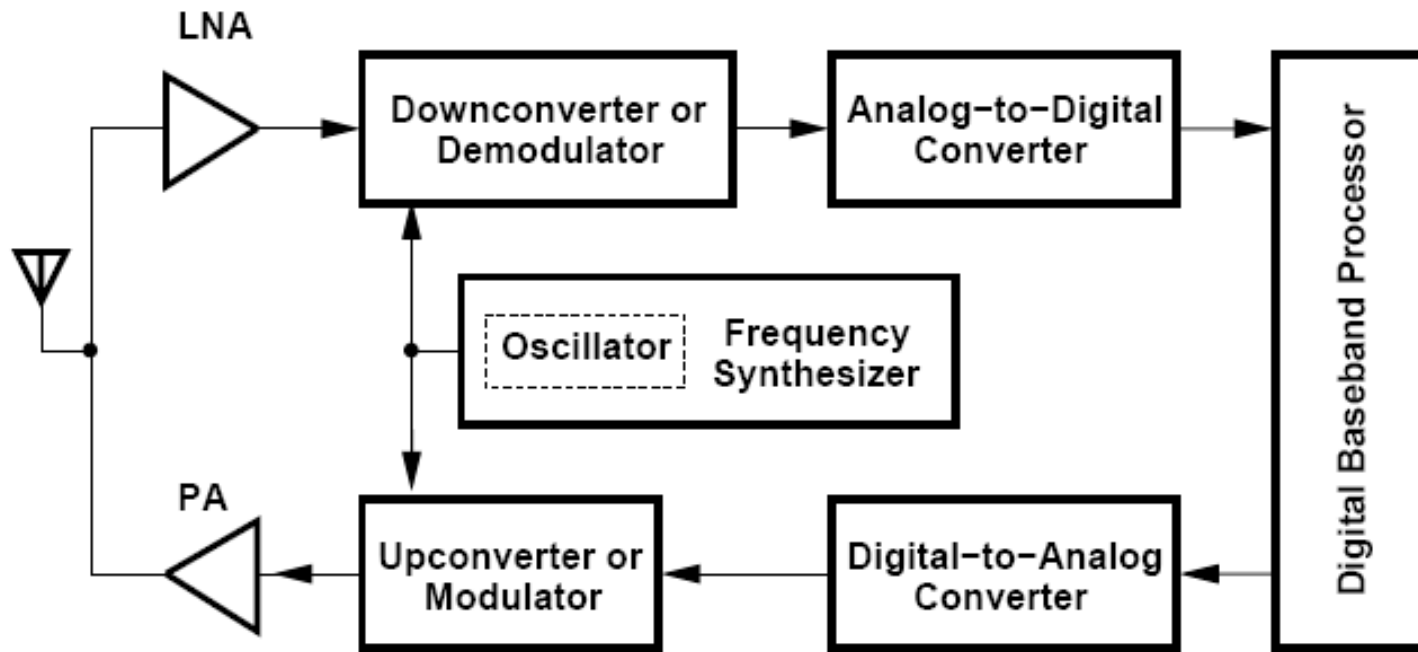 LNA
Downconverter or
Demodulator
Analog−to−Digital
Converter
Digital Baseband Processor
Oscillator
Frequency
Synthesizer
PA
Upconverter or
Modulator
Digital−to−Analog
Converter